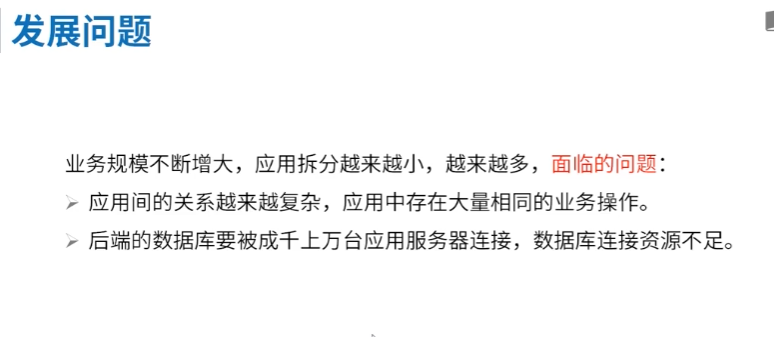 发展问题
业务规模不断增大，应用拆分越来越小，越来越多，面临的问题：
应用间的关系越来越复杂，应用中存在大量相同的业务操作。
后端的数据库要被成千上万台应用服务器连接，数据库连接资源不足。